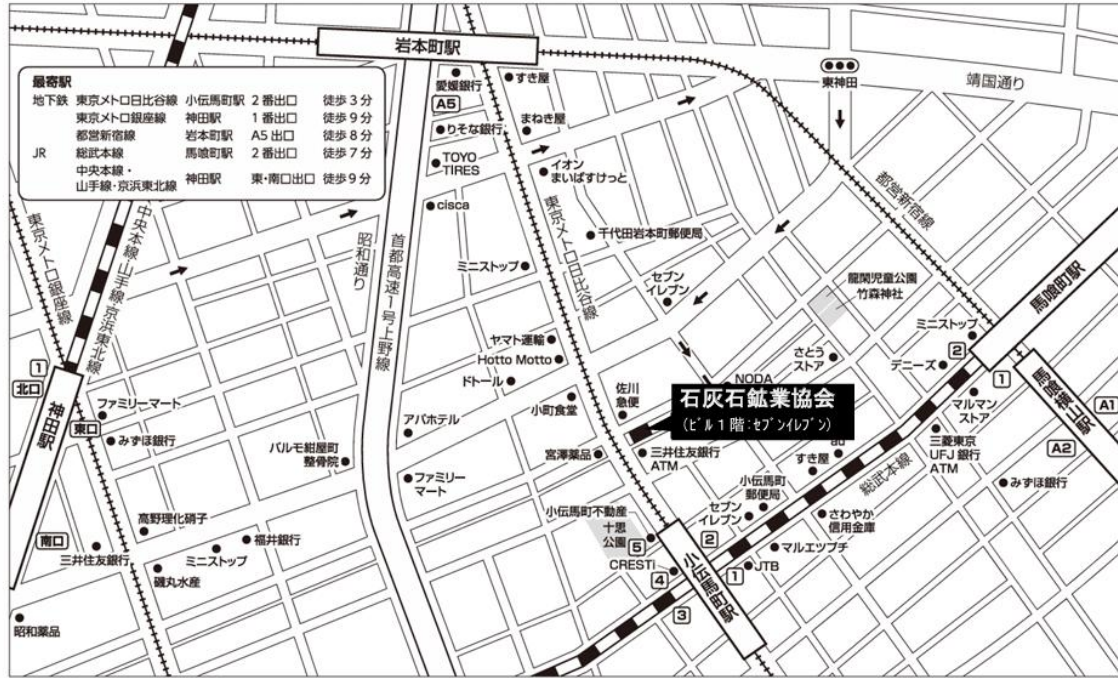 岩本町駅
最寄駅
地下鉄 東京メトロ日比谷線 小伝馬町駅 2番出口 徒歩3分
東京メトロ銀座線 神田駅 1番出口 徒歩9分
都営新宿線 岩本町駅 A5出口 徒歩8分
JR 総武本線 馬喰町駅 2番出口 徒歩7分
中央本線・
山手線・京浜東北線 神田駅 東・南口出口 徒歩9分
愛媛銀行
A5
すき屋
東神田
靖国通り
りそな銀行
まねき屋
TOYO
TIRES
イオン
まいばすけっと
cisca
東京メトロ銀座線
中央本線・山手線・京浜東北線
昭和通り
首都高速1号上野線
東京メトロ日比谷線
都営新宿線
千代田岩本町郵便局
ミニストップ
セブン
イレブン
龍閑児童公園
竹森神社
馬喰町駅
ミニストップ
2
1
ヤマト運輸
Hotto Motto
ドトール
さとう
ストア
デニーズ
NODA
1
北口
神田駅
東口
南口
ファミリーマート
みずほ銀行
アパホテル
小町食堂
佐川
急便
石灰石鉱業協会
(ビル1階:セブンイレブン)
マルマン
ストア
馬喰横山駅
A1
A2
パルモ紺屋町
整骨院
宮澤薬品
三井住友銀行
ATM
au
すき屋
三菱東京
UFJ銀行
ATM
みずほ銀行
総武本線
ファミリー
マート
小伝馬町
郵便局
セブン
イレブン
さわやか
信用金庫
小伝馬町不動産
十思
公園
5
2
高野理化硝子
福井銀行
三井住友銀行
ミニストップ
磯丸水産
CRESTi
4
小伝馬町駅
1
JTB
マルエツプチ
3
昭和薬品